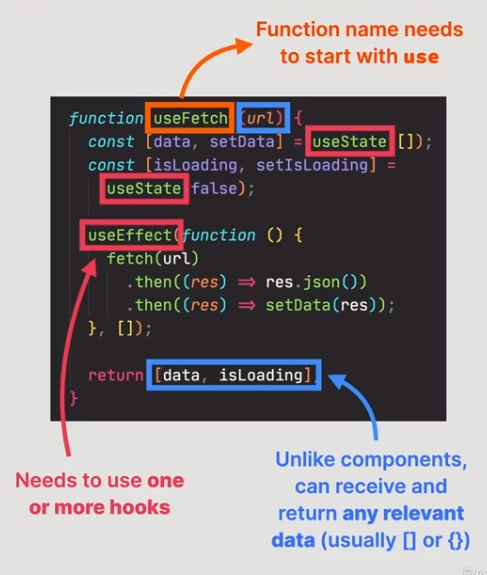 Function name needs
to start with use
function useFetch (url) {
const [data, setData] = useState([]);
const [isLoading, setIsLoading] =
useState(false);
useEffect(function () {
fetch(url)
.then((res) => res.json())
.then((res) => setData(res));
}, []);
return [data, isLoading];
}
Needs to use one
or more hooks
Unlike components,
can receive and
return any relevant
data (usually [] or {})